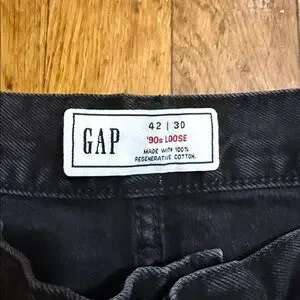 GAP
42 | 30
'90s LOOSE
MADE WITH 100%
REGENERATIVE COTTON.